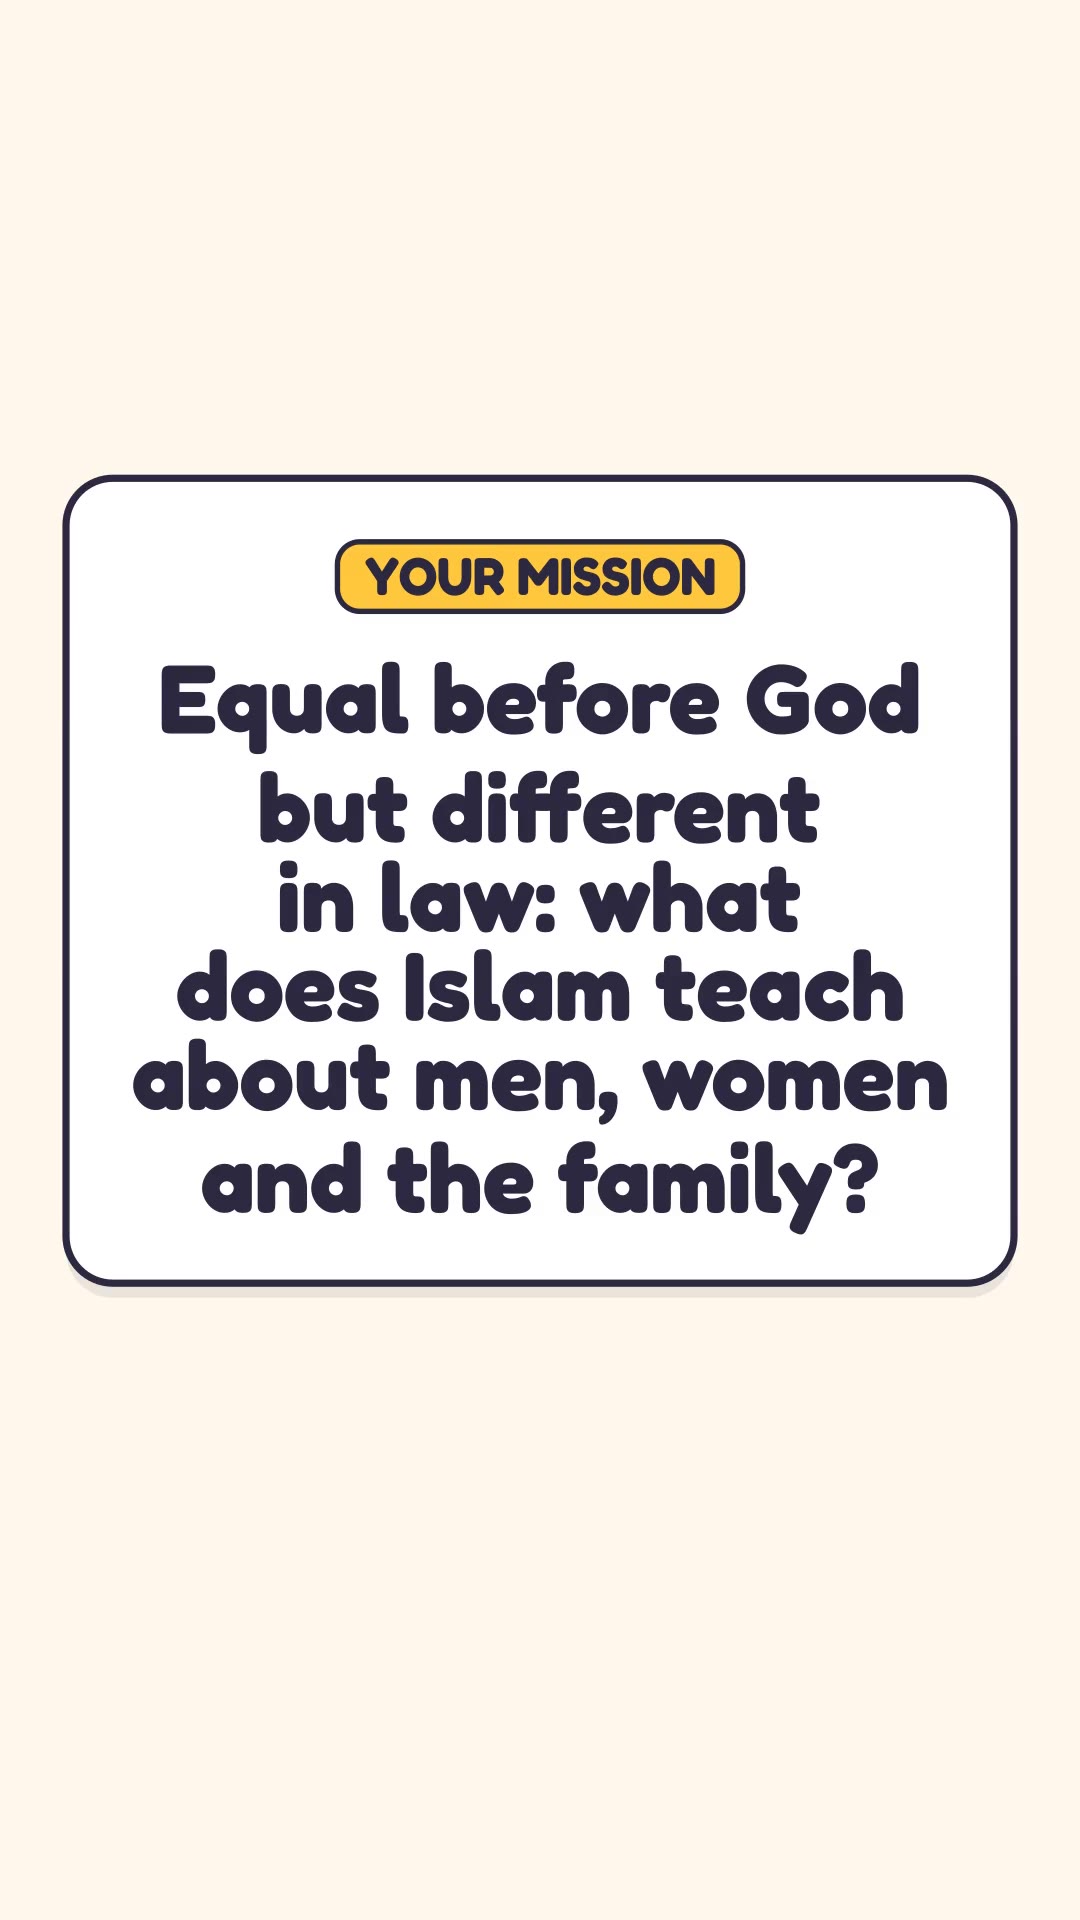 YOUR MISSION
Equal before God
but different
in law: what
does Islam teach
about men, women
and the family?